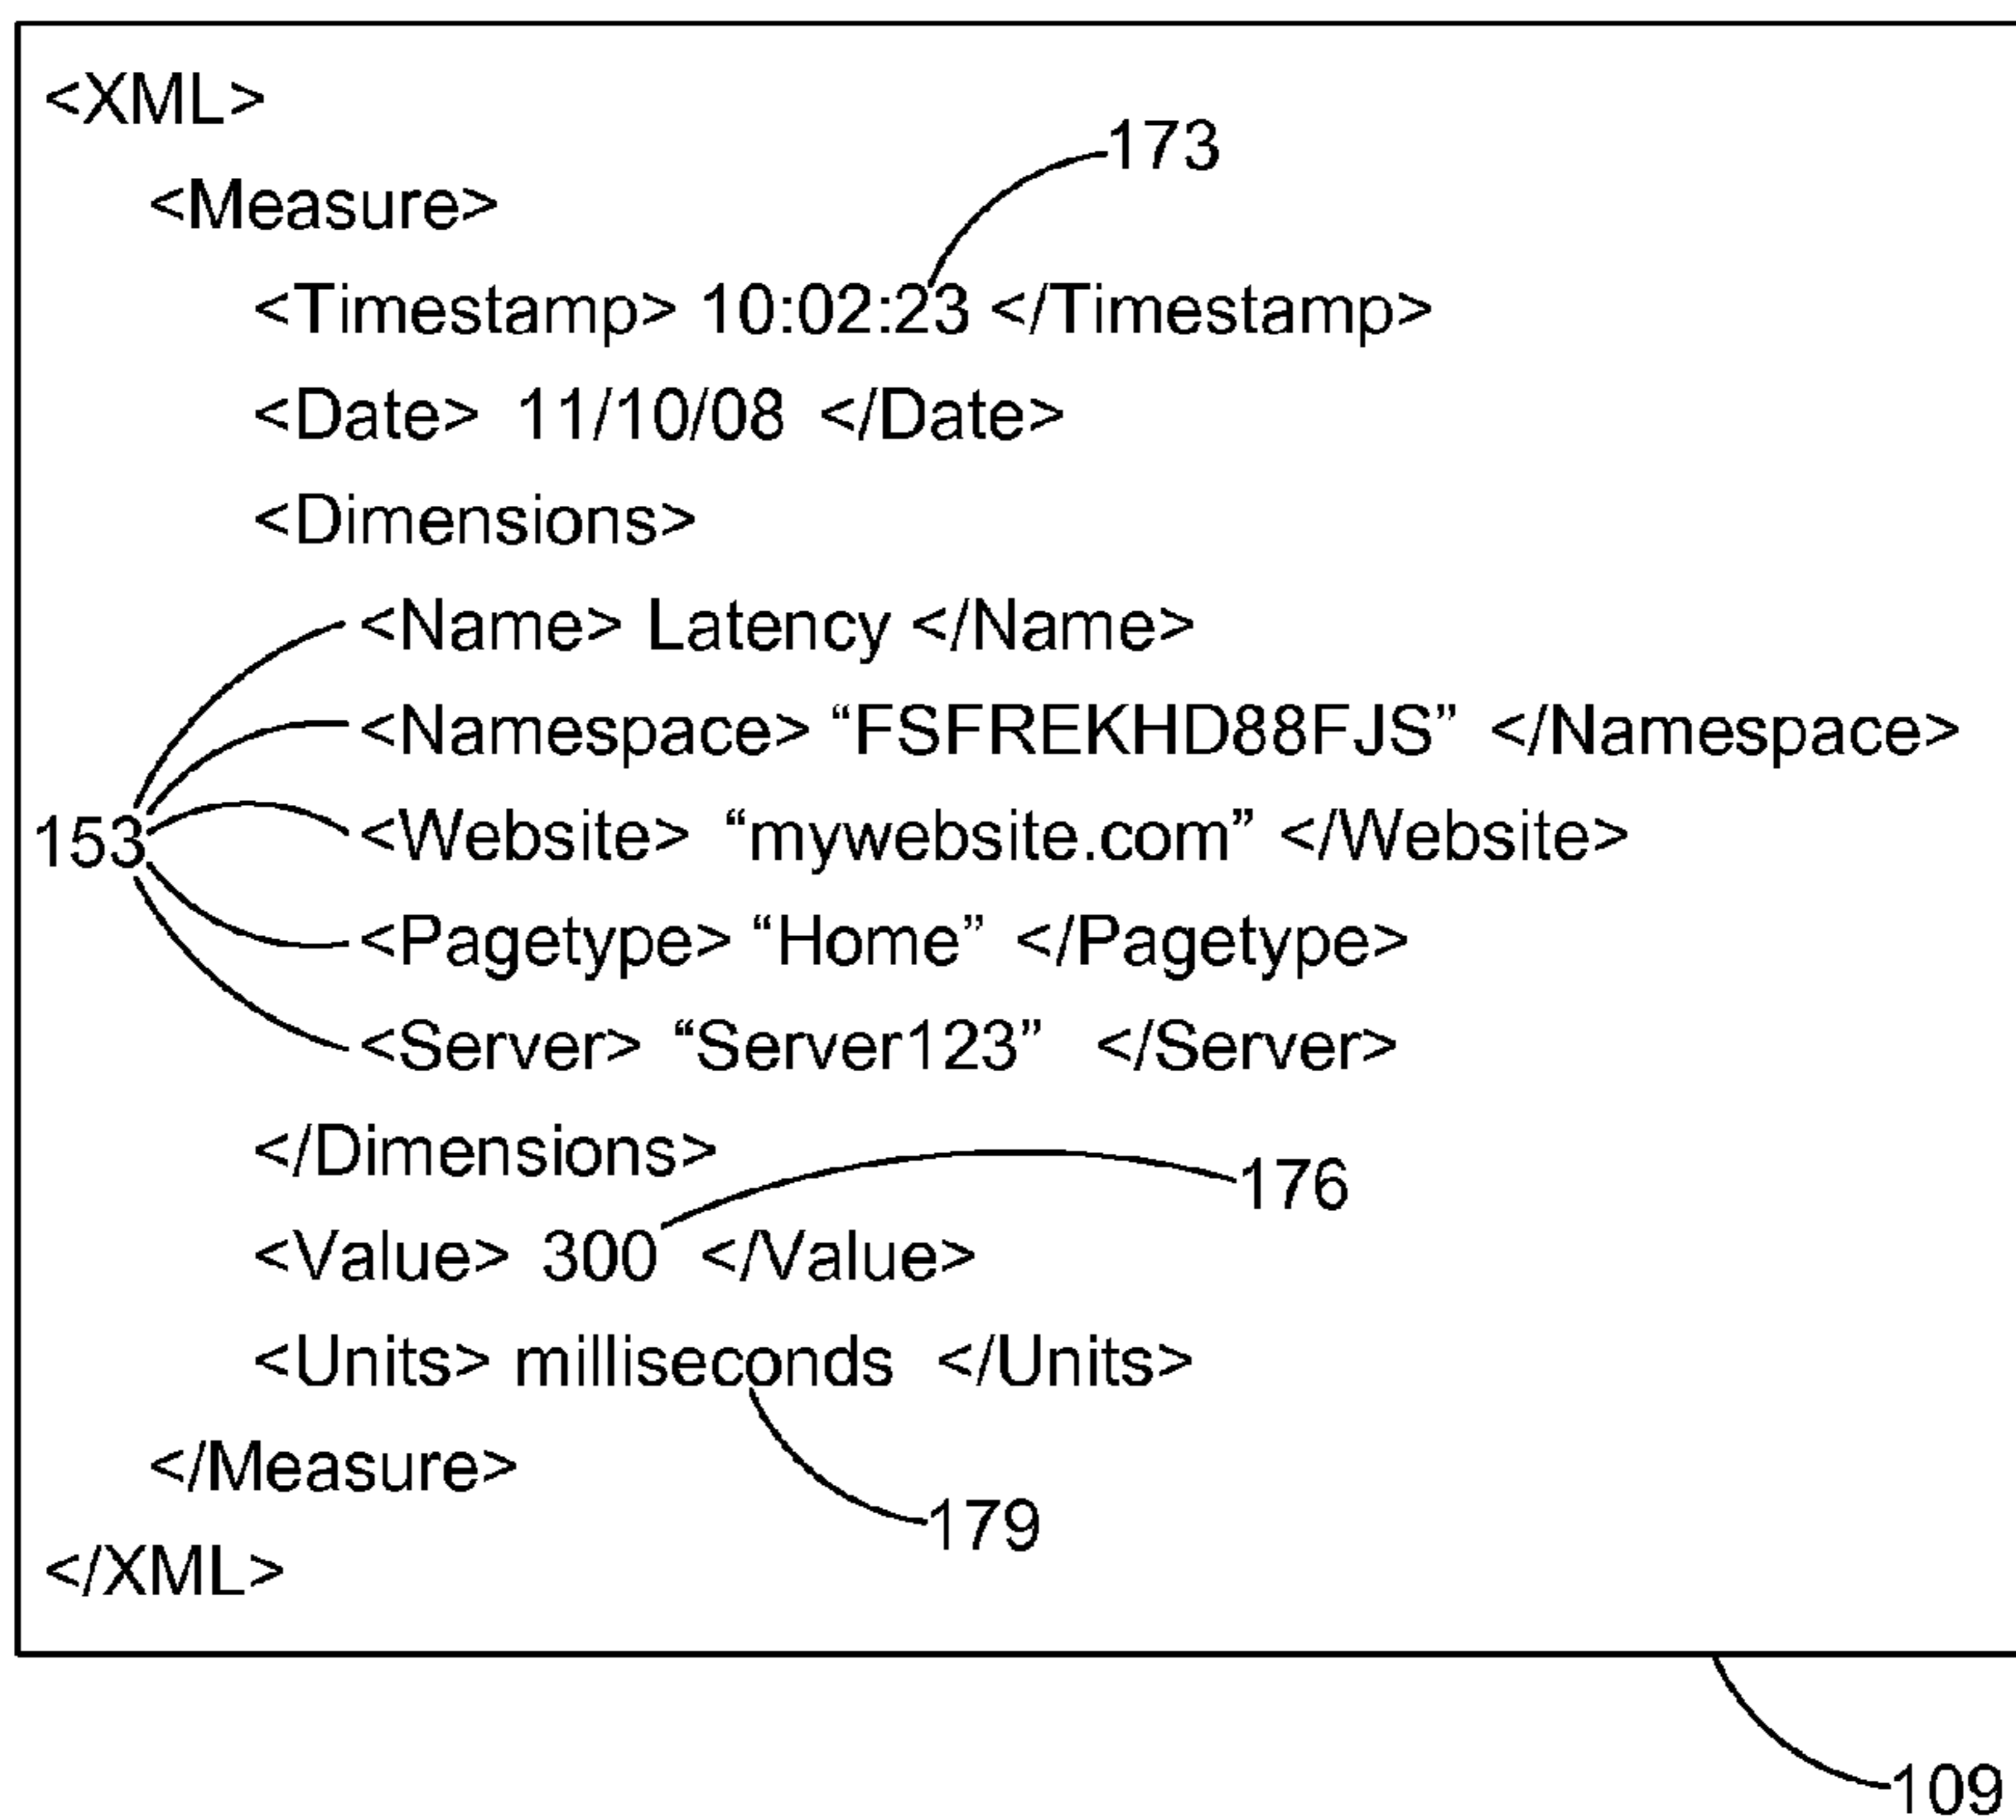 <XML>
173
<Measure>
<Timestamp> 10:02:23 </Timestamp>
<Date> 11/10/08 </Date>
<Dimensions>
<Name> Latency </Name>
<Namespace> “FSFREKHD88FJS” </Namespace>
153 <Website> “mywebsite.com” </Website>
<Pagetype> “Home” </Pagetype>
<Server> “Server123” </Server>
</Dimensions>
176
<Value> 300 </Value>
<Units> milliseconds </Units>
</Measure>
179
</XML>
109